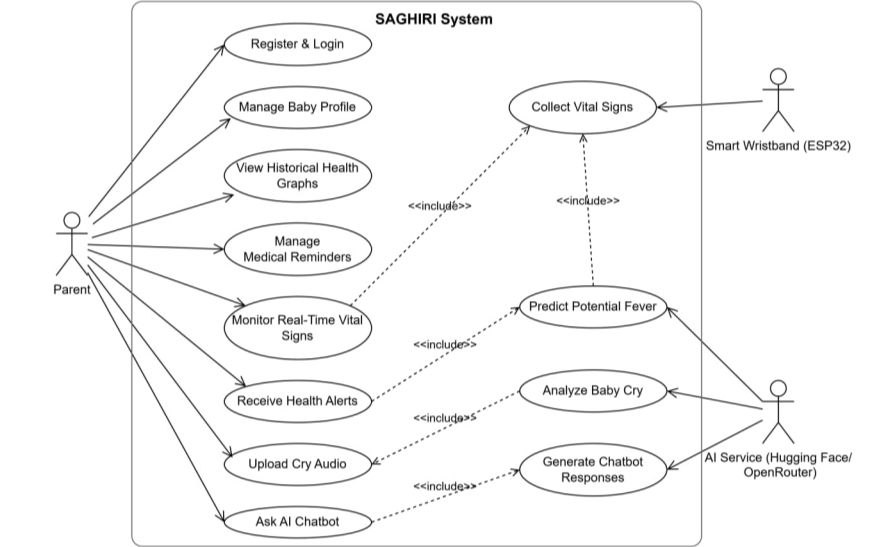 SAGHIRI System
Register & Login
Manage Baby Profile
Collect Vital Signs
Smart Wristband (ESP32)
View Historical Health
Graphs
<<include>>
<<include>>
Manage
Medical Reminders
Parent
Monitor Real-Time Vital
Signs
Predict Potential Fever
<<include>>
Receive Health Alerts
Analyze Baby Cry
<<include>>
Upload Cry Audio
Generate Chatbot
Responses
AI Service (Hugging Face/
OpenRouter)
<<include>>
Ask AI Chatbot